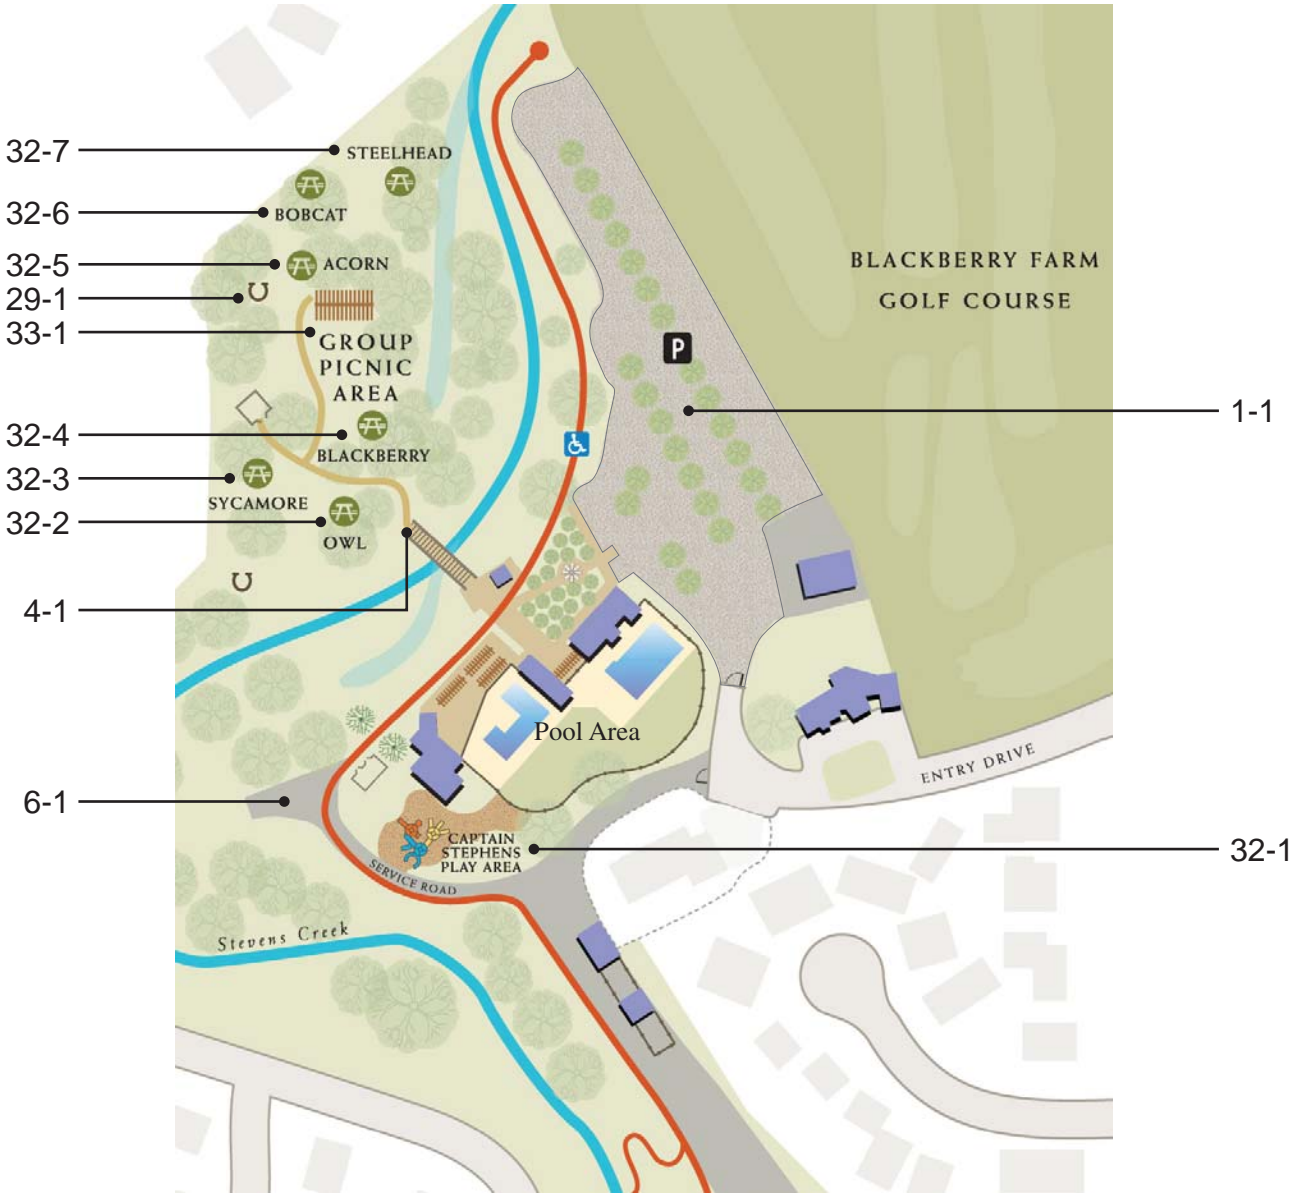 32-7
STEELHEAD
32-6
BOBCAT
32-5
ACORN
29-1
33-1
GROUP
PICNIC
AREA
32-4
BLACKBERRY
32-3
SYCAMORE
32-2
OWL
4-1
6-1
BLACKBERRY FARM
GOLF COURSE
P
1-1
Pool Area
ENTRY DRIVE
CAPTAIN
STEPHENS
PLAY AREA
32-1
SERVICE ROAD
Stevens Creek